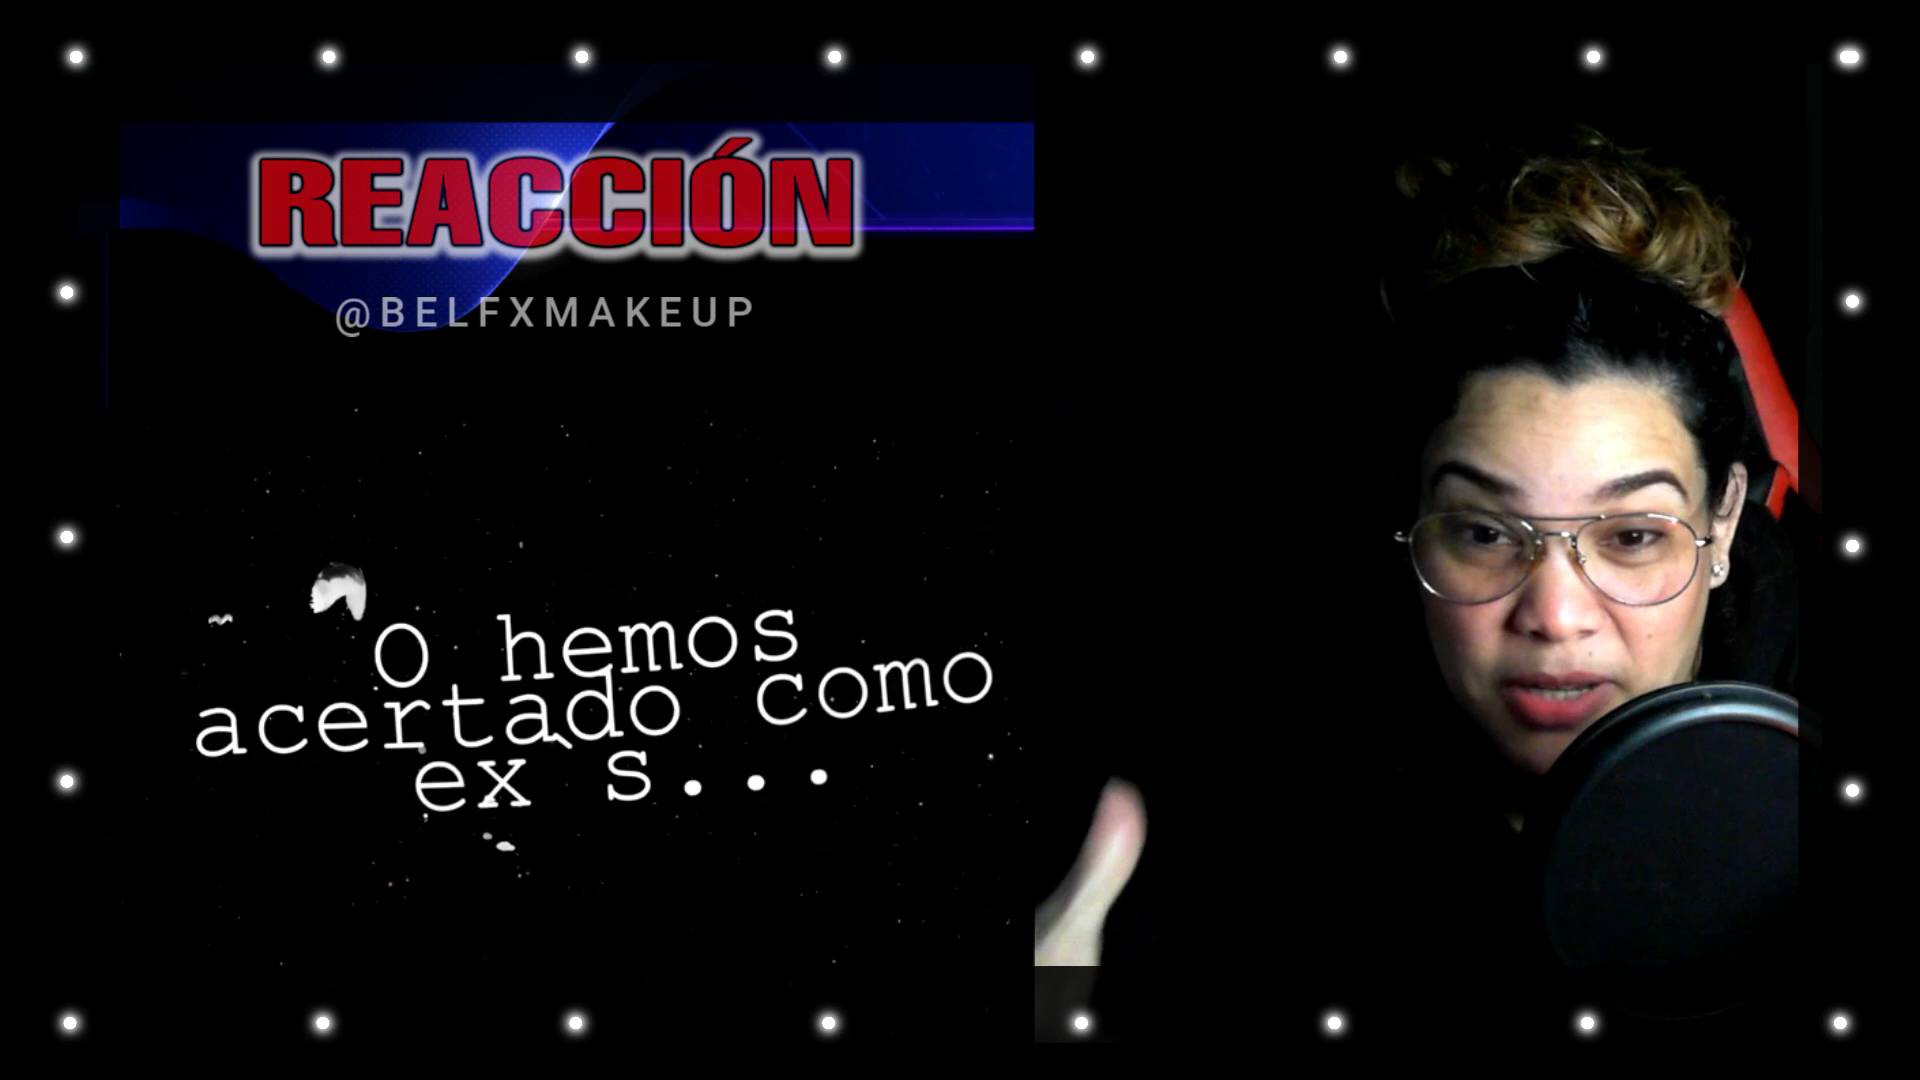 REACCIÓN
@BELFXMAKEUP
O hemos
acertado como
ex s...